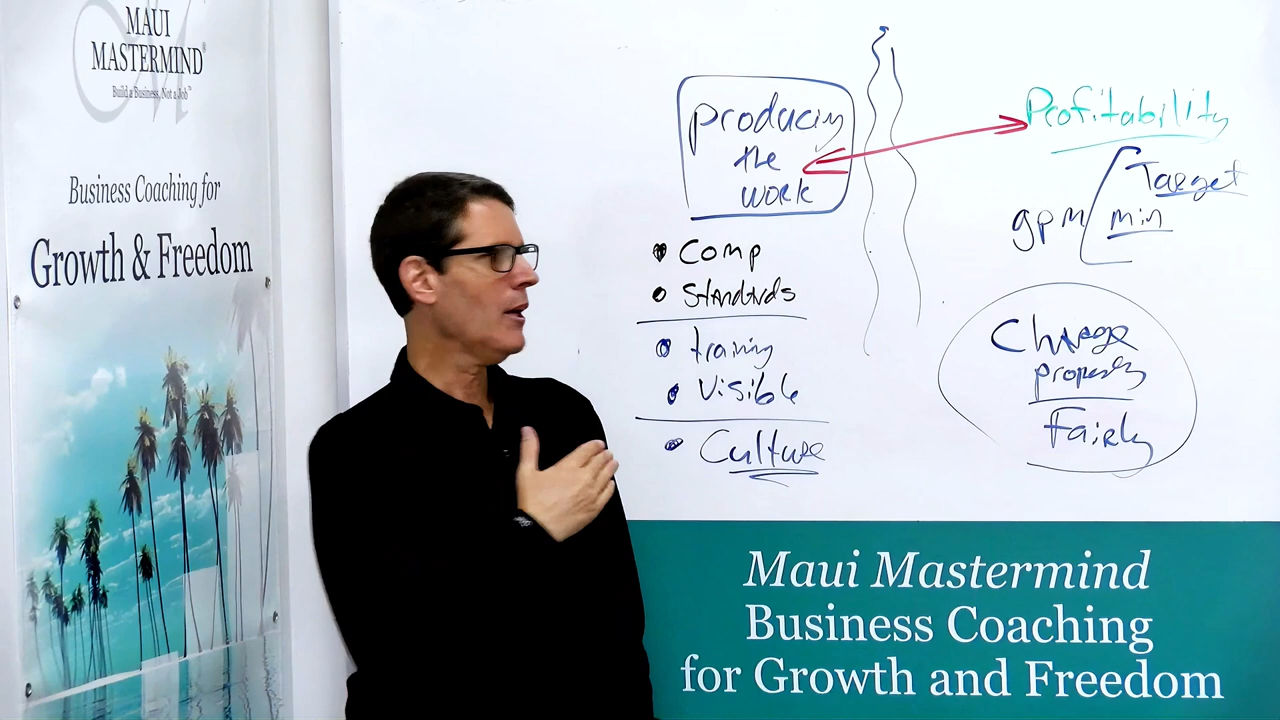 MAUI
MASTERMIND
Build a Business, Not a Job™
Business Coaching for
Growth & Freedom
producing
the
work
• Comp
• Standards
• training
• Visible
• Culture
Profitability
gpm
Target
min
Charge
properly
Fairly
Maui Mastermind
Business Coaching
for Growth and Freedom